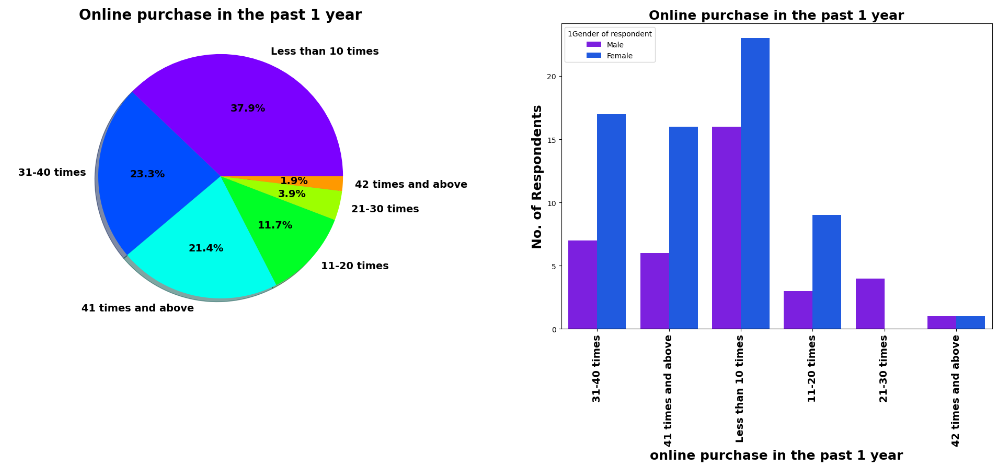 Online purchase in the past 1 year
Less than 10 times
37.9%
31-40 times
23.3%
1.9%
42 times and above
3.9%
21-30 times
11.7%
21.4%
11-20 times
41 times and above
Online purchase in the past 1 year
1Gender of respondent
Male
Female
No. of Respondents
20
15
10
5
0
31-40 times
41 times and above
Less than 10 times
11-20 times
21-30 times
42 times and above
online purchase in the past 1 year